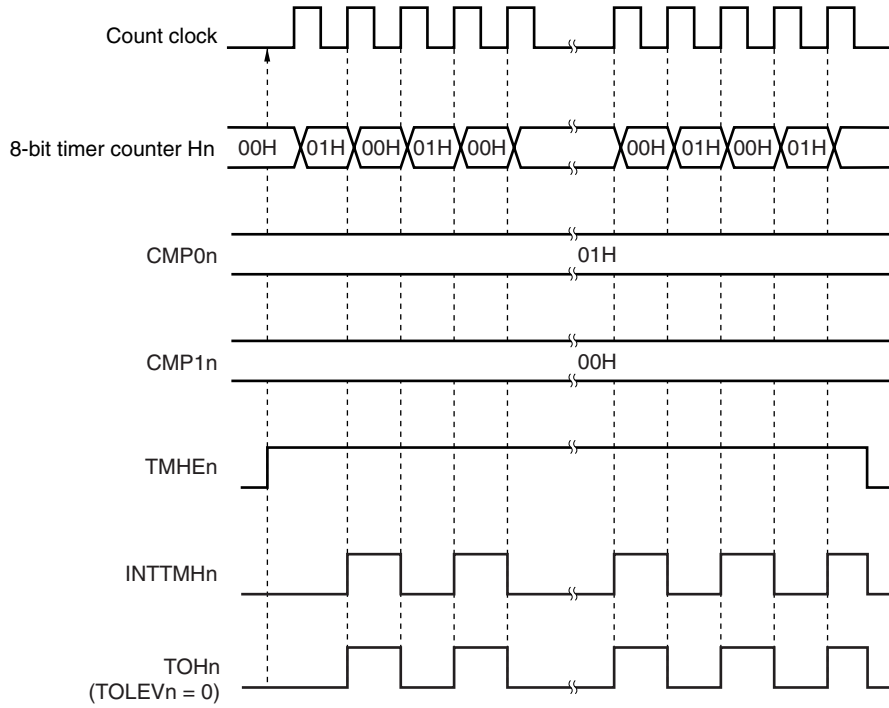 Count clock
8-bit timer counter Hn 00H 01H 00H 01H 00H 00H 01H 00H 01H
CMP0n 01H
CMP1n 00H
TMHEn
INTTMHn
TOHn
(TOLEVn = 0)